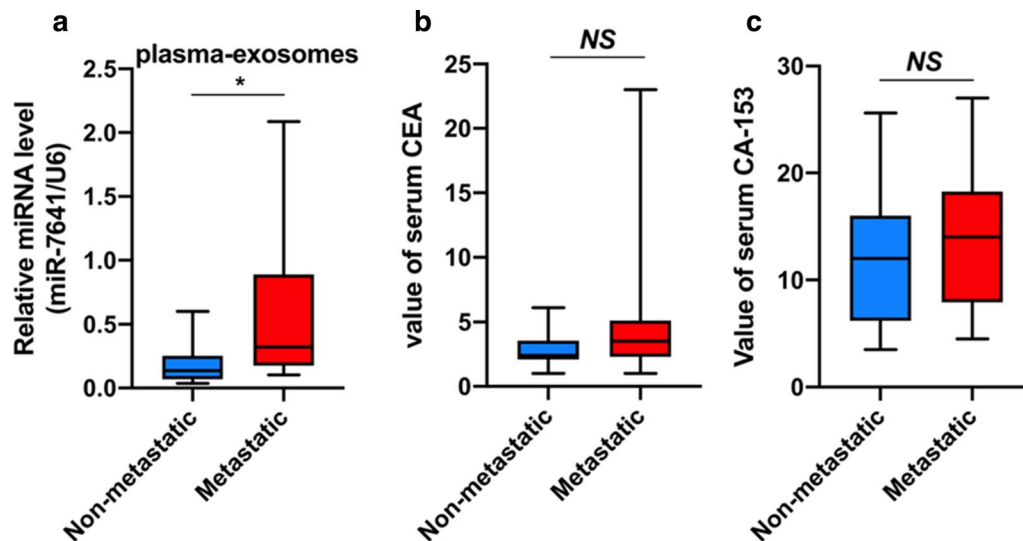 a
plasma-exosomes
*
Relative miRNA level
(miR-7641/U6)
2.5
2.0
1.5
1.0
0.5
0.0
Non-metastatic
Metastatic
b
NS
value of serum CEA
25
20
15
10
5
0
Non-metastatic
Metastatic
c
NS
Value of serum CA-153
30
20
10
0
Non-metastatic
Metastatic